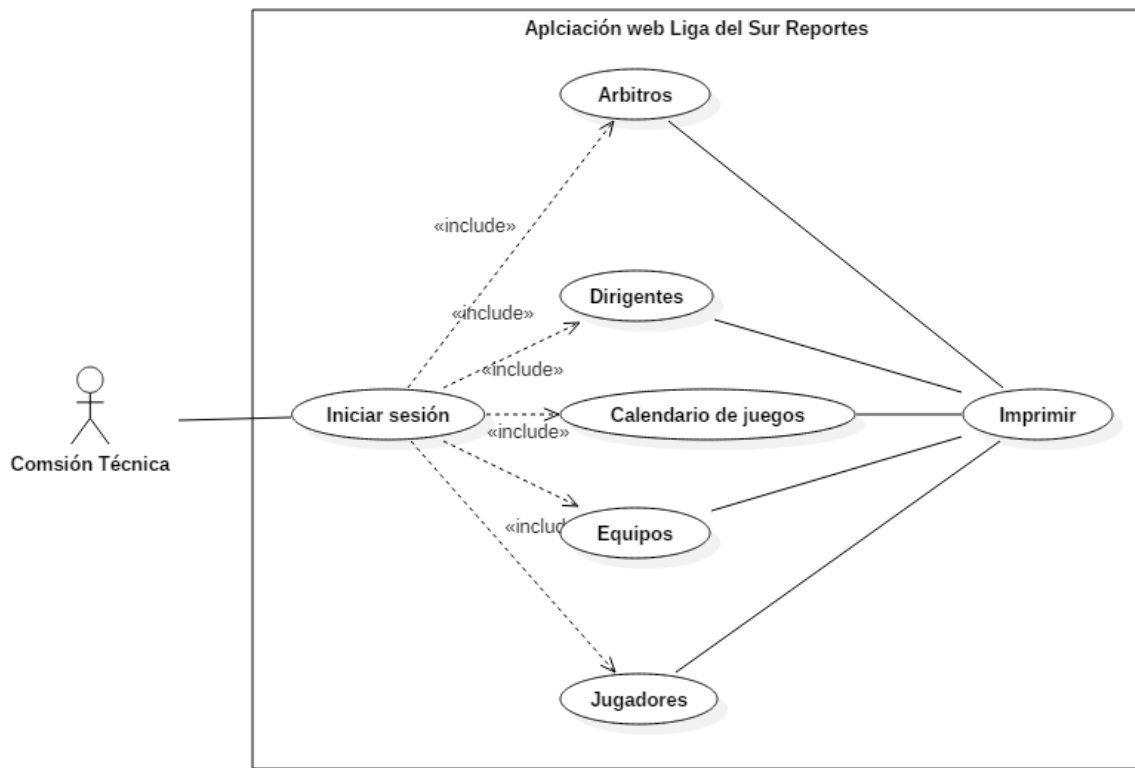 Aplciación web Liga del Sur Reportes
Arbitros
«include»
Dirigentes
«include»
«include»
Iniciar sesión
Calendario de juegos
Imprimir
«include»
Comsión Técnica
«includ
Equipos
Jugadores